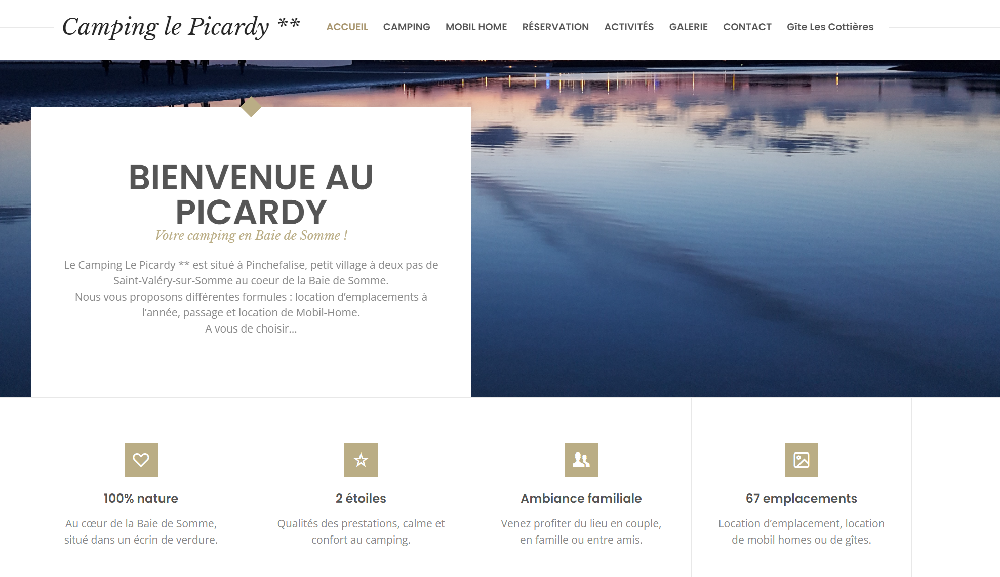 Camping le Picardy **
ACCUEIL CAMPING MOBIL HOME RÉSERVATION ACTIVITÉS GALERIE CONTACT Gîte Les Cottières
BIENVENUE AU
PICARDY
Votre camping en Baie de Somme !
Le Camping Le Picardy ** est situé à Pinchefalise, petit village à deux pas de
Saint-Valéry-sur-Somme au coeur de la Baie de Somme.
Nous vous proposons différentes formules : location d’emplacements à
l’année, passage et location de Mobil-Home.
A vous de choisir...
100% nature
Au cœur de la Baie de Somme,
situé dans un écrin de verdure.
2 étoiles
Qualités des prestations, calme et
confort au camping.
Ambiance familiale
Venez profiter du lieu en couple,
en famille ou entre amis.
67 emplacements
Location d’emplacement, location
de mobil homes ou de gîtes.